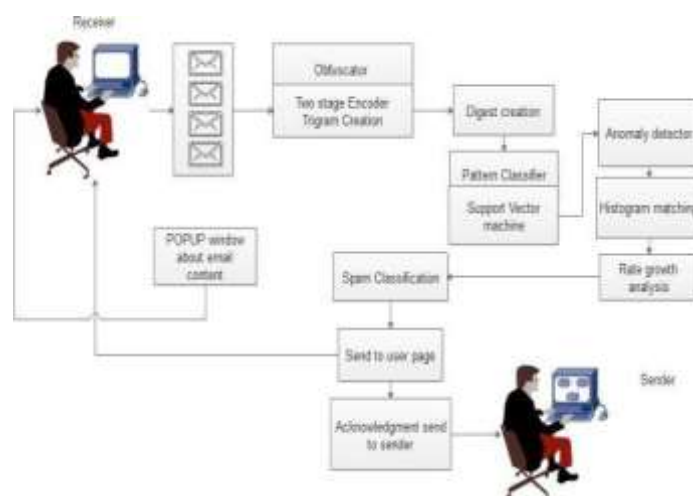 Receiver
Obfuscator
Two stage Encoder
Trigram Creation
Digest creation
Anomaly detector
Pattern Classifier
Support Vector
machine
Histogram matching
POPUP window
about email
content
Spam Classification
Rate growth
analysis
Send to user page
Sender
Acknowledgment send
to sender